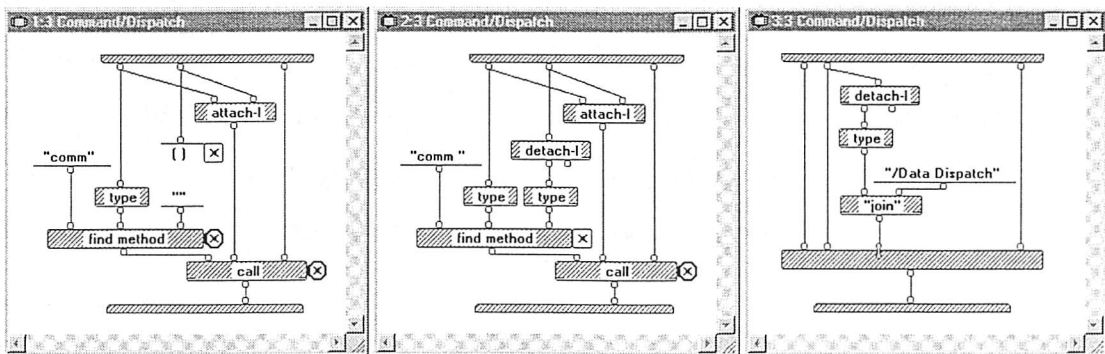 1:3 Command/Dispatch
attach-l
"comm"
( )
type
""
find method
call
2:3 Command/Dispatch
attach-l
"comm "
detach-l
type
type
find method
call
3:3 Command/Dispatch
detach-l
type
"/Data Dispatch"
"join"